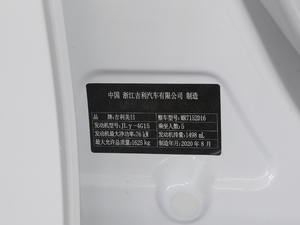 中国 浙江吉利汽车有限公司 制造
品 牌:吉利美日 整车型号:MR7152D16
发动机型号:JLγ-4G15 乘坐人数:5
发动机最大净功率:76 kW 发动机排量:1498 mL
最大允许总质量:1625 kg 制造年月:2020 年 8 月